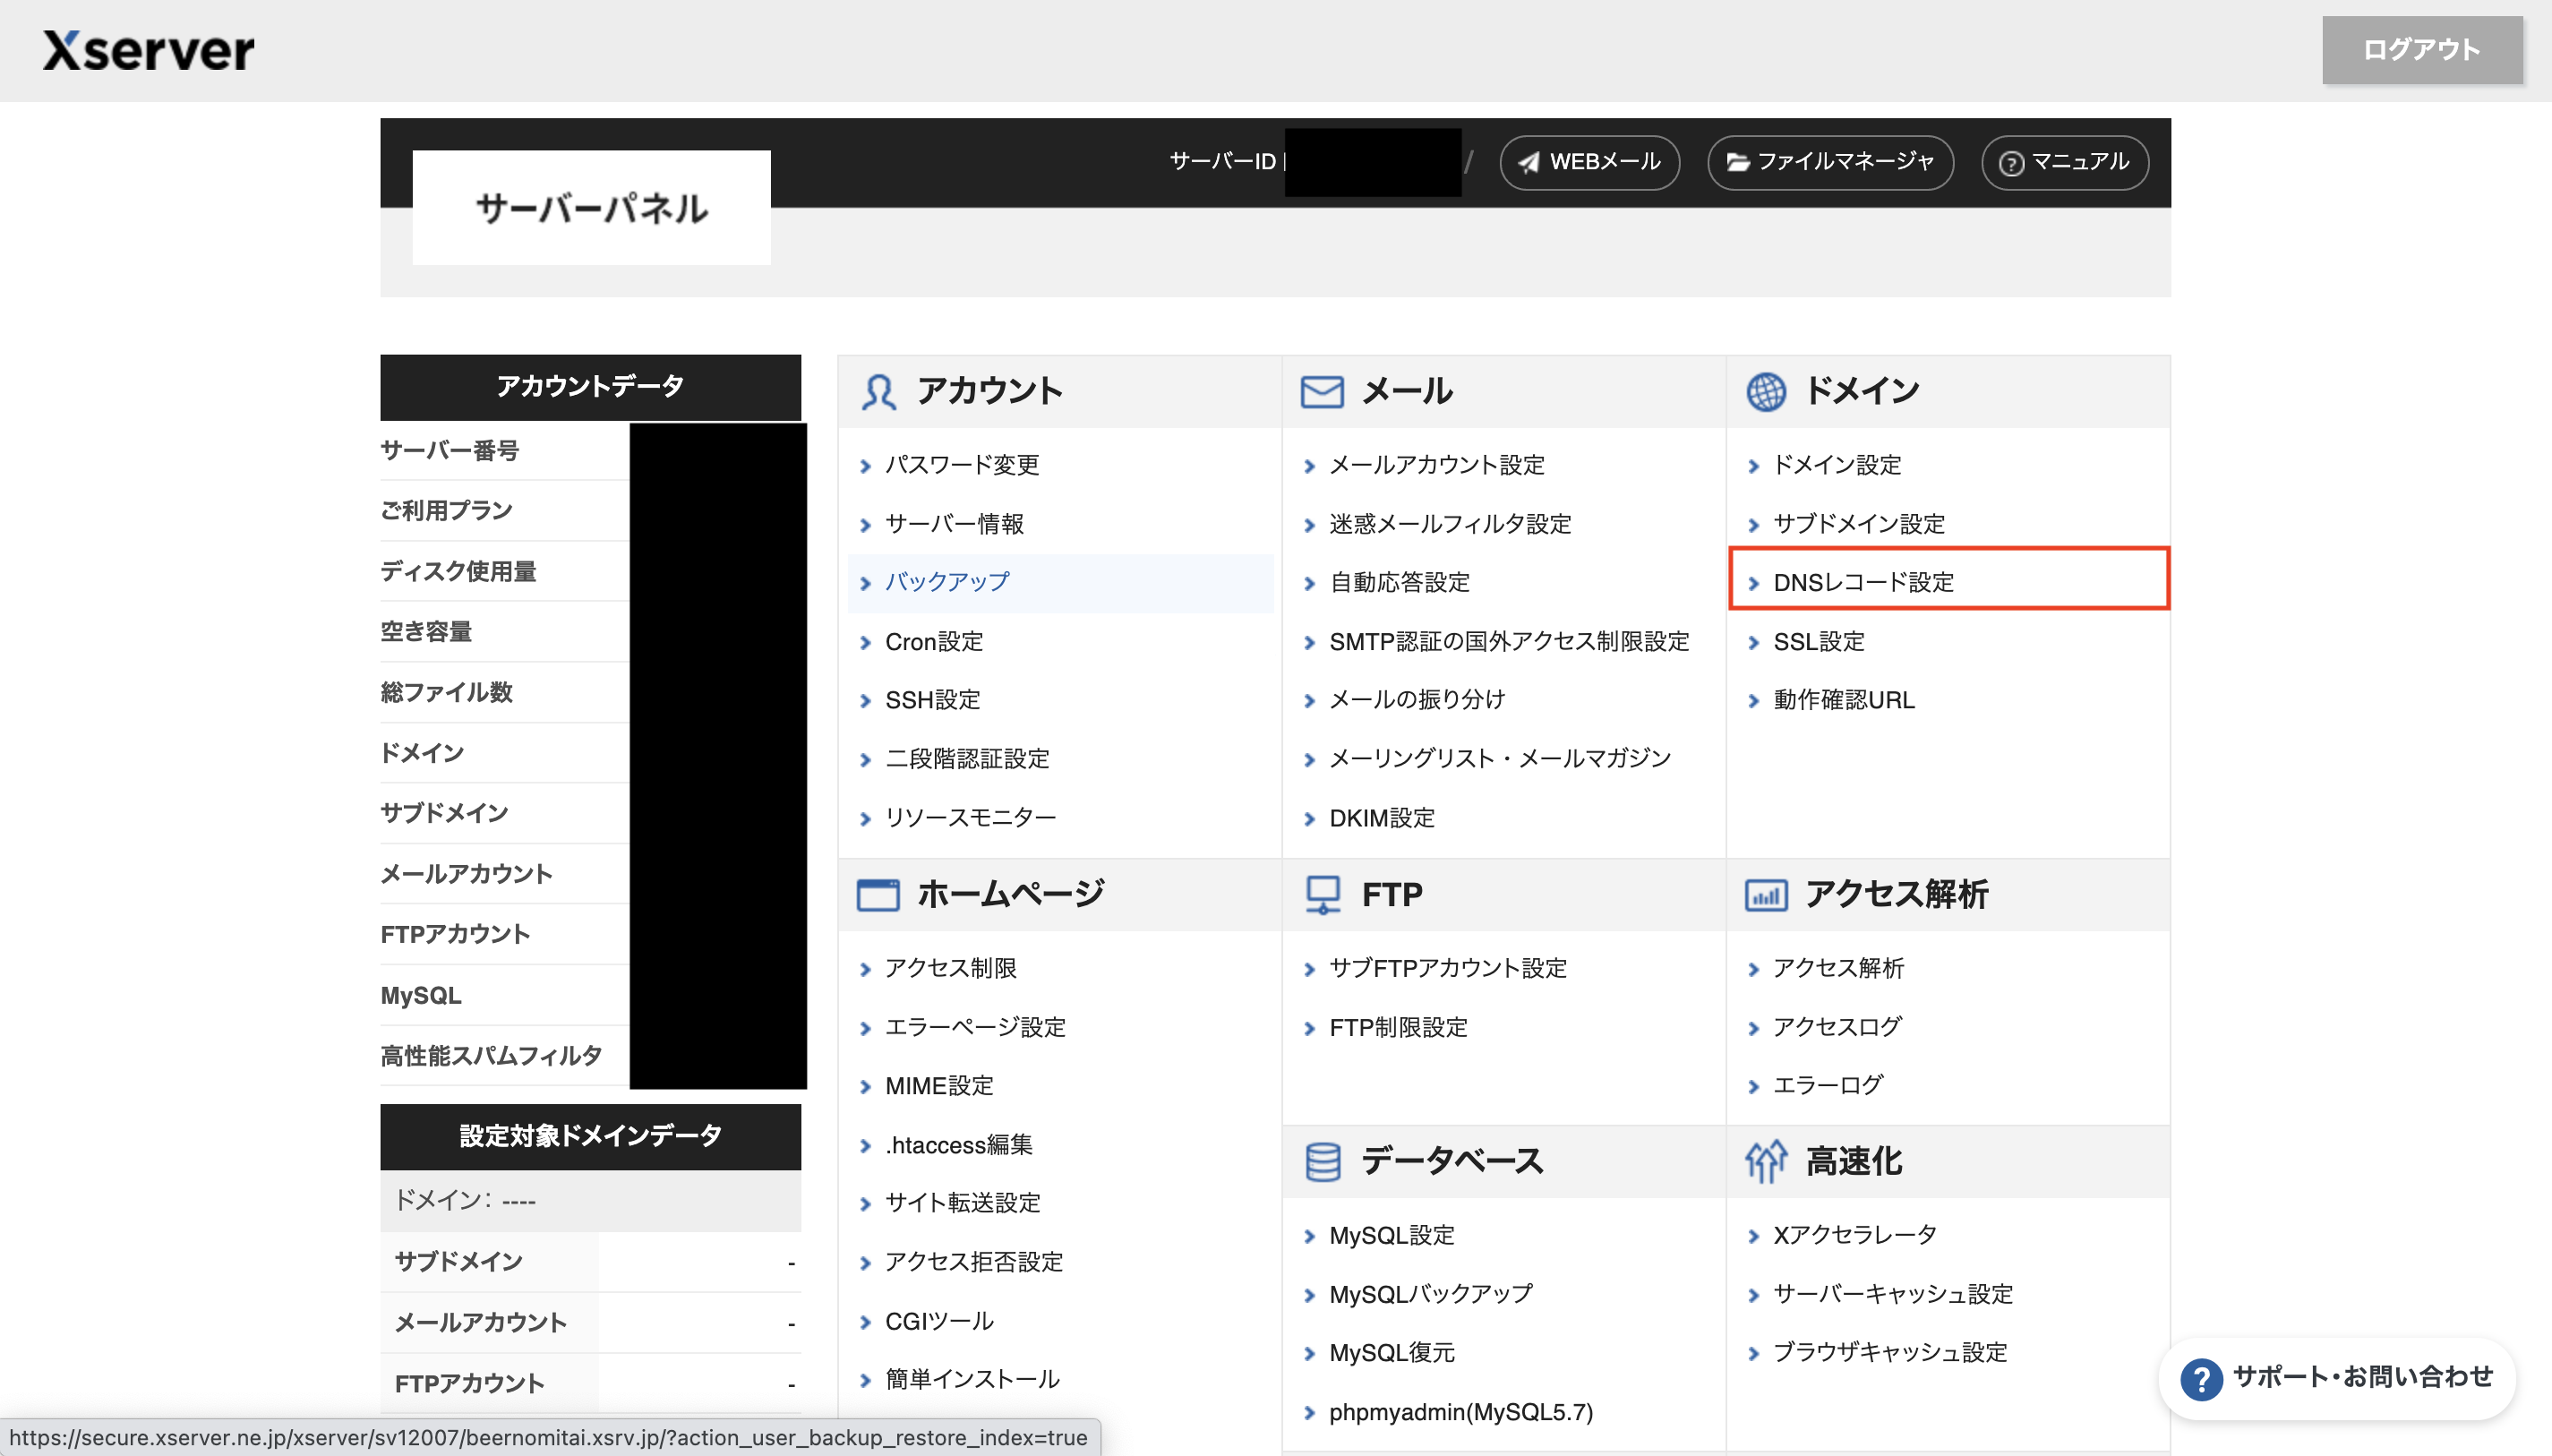 Xserver
ログアウト
サーバーパネル
サーバーID
/
WEBメール
ファイルマネージャ
マニュアル
アカウントデータ
サーバー番号
ご利用プラン
ディスク使用量
空き容量
総ファイル数
ドメイン
サブドメイン
メールアカウント
FTPアカウント
MySQL
高性能スパムフィルタ
設定対象ドメインデータ
ドメイン: ----
サブドメイン -
メールアカウント -
FTPアカウント -
アカウント
パスワード変更
サーバー情報
バックアップ
Cron設定
SSH設定
二段階認証設定
リソースモニター
メール
メールアカウント設定
迷惑メールフィルタ設定
自動応答設定
SMTP認証の国外アクセス制限設定
メールの振り分け
メーリングリスト・メールマガジン
DKIM設定
ドメイン
ドメイン設定
サブドメイン設定
DNSレコード設定
SSL設定
動作確認URL
ホームページ
アクセス制限
エラーページ設定
MIME設定
.htaccess編集
サイト転送設定
アクセス拒否設定
CGIツール
簡単インストール
FTP
サブFTPアカウント設定
FTP制限設定
アクセス解析
アクセス解析
アクセスログ
エラーログ
データベース
MySQL設定
MySQLバックアップ
MySQL復元
phpmyadmin(MySQL5.7)
高速化
Xアクセラレータ
サーバーキャッシュ設定
ブラウザキャッシュ設定
サポート・お問い合わせ
https://secure.xserver.ne.jp/xserver/sv12007/beernomitai.xsrv.jp/?action_user_backup_restore_index=true